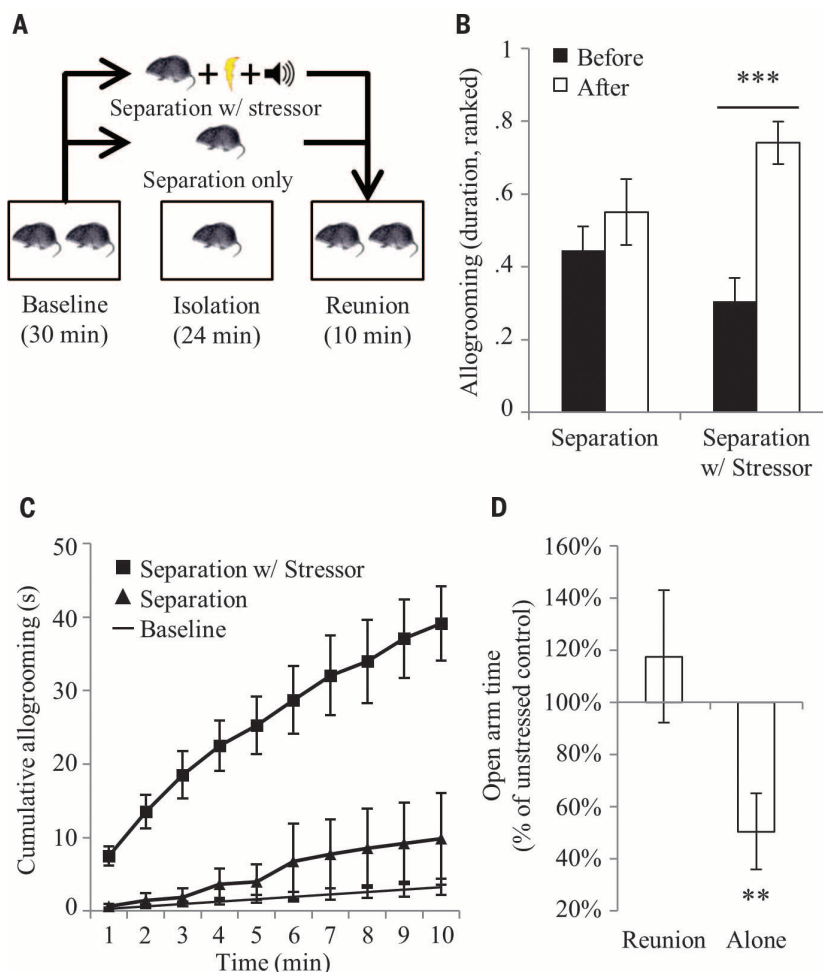 A
+ +
Separation w/ stressor
Separation only
Baseline
(30 min)
Isolation
(24 min)
Reunion
(10 min)
B
Allogrooming (duration, ranked)
1
.8
.6
.4
.2
0
Before
After
***
Separation
Separation
w/ Stressor
C
Cumulative allogrooming (s)
50
40
30
20
10
0
Separation w/ Stressor
Separation
Baseline
1 2 3 4 5 6 7 8 9 10
Time (min)
D
Open arm time
(% of unstressed control)
160%
140%
120%
100%
80%
60%
40%
20%
**
Reunion Alone